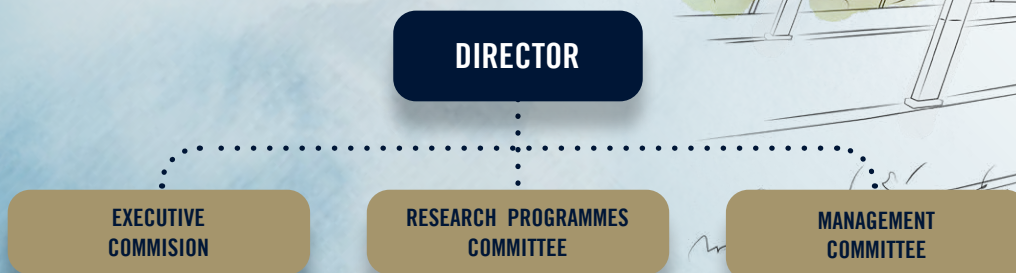 DIRECTOR
EXECUTIVE
COMMISION
RESEARCH PROGRAMMES
COMMITTEE
MANAGEMENT
COMMITTEE